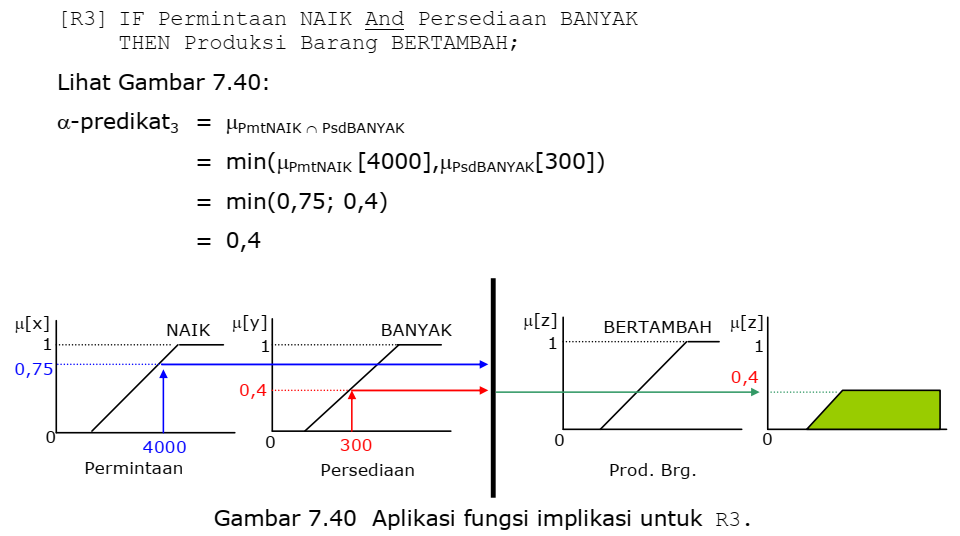 [R3] IF Permintaan NAIK And Persediaan BANYAK
THEN Produksi Barang BERTAMBAH;
Lihat Gambar 7.40:
α-predikat₃ = μPmtNAIK ∩ PsdBANYAK
= min(μPmtNAIK [4000],μPsdBANYAK[300])
= min(0,75; 0,4)
= 0,4
μ[x] NAIK μ[y] BANYAK μ[z] BERTAMBAH μ[z]
1 1 1 1
0,75 0,4 0,4
0 0 0 0
4000 300
Permintaan Persediaan Prod. Brg.
Gambar 7.40 Aplikasi fungsi implikasi untuk R3.